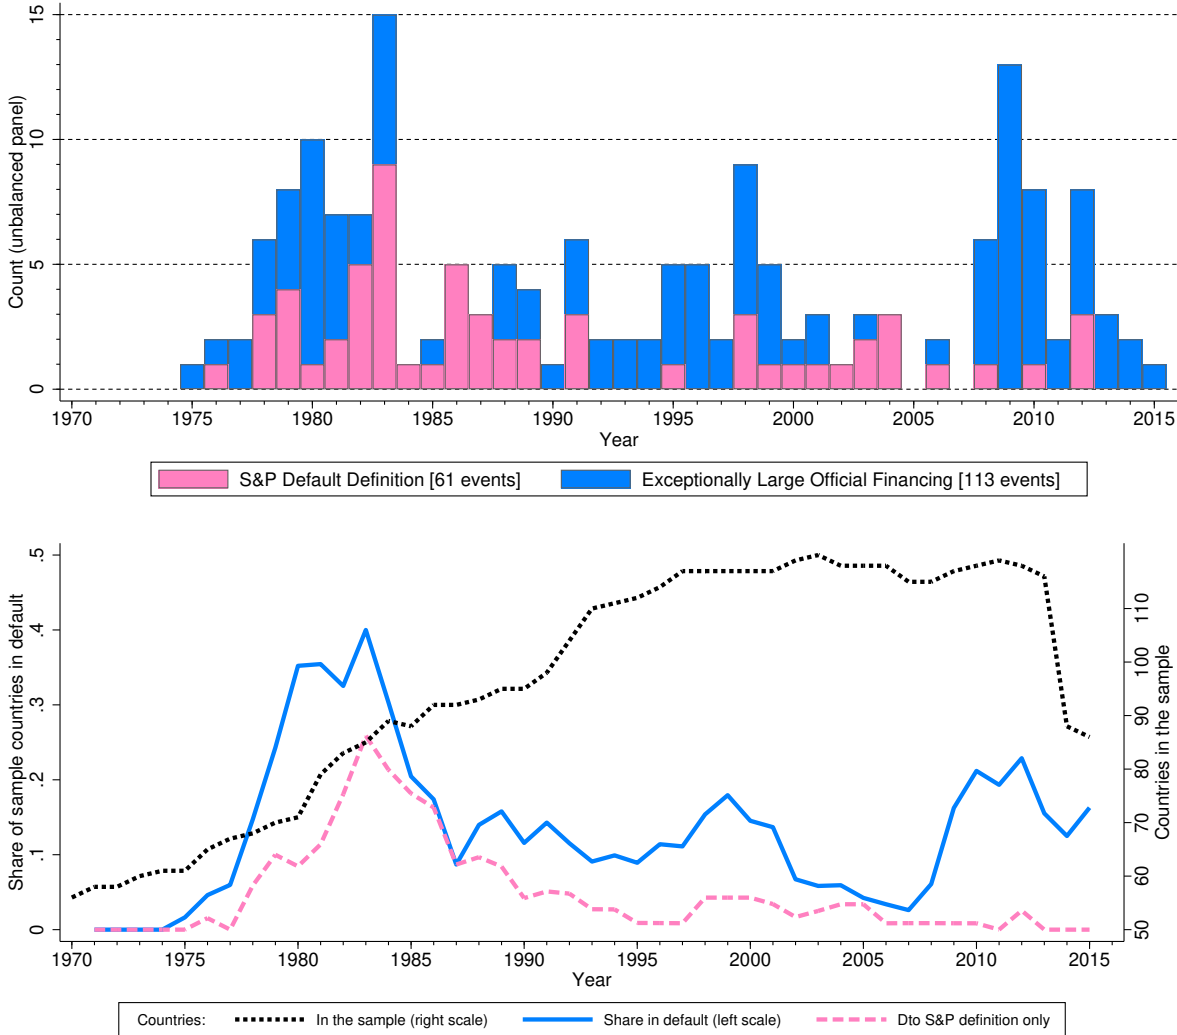 Count (unbalanced panel)
15
10
5
0
1970 1975 1980 1985 1990 1995 2000 2005 2010 2015
Year
S&P Default Definition [61 events] Exceptionally Large Official Financing [113 events]
Share of sample countries in default
.5
.4
.3
.2
.1
0
Countries in the sample
110
100
90
80
70
60
50
1970 1975 1980 1985 1990 1995 2000 2005 2010 2015
Year
Countries: In the sample (right scale) Share in default (left scale) Dto S&P definition only